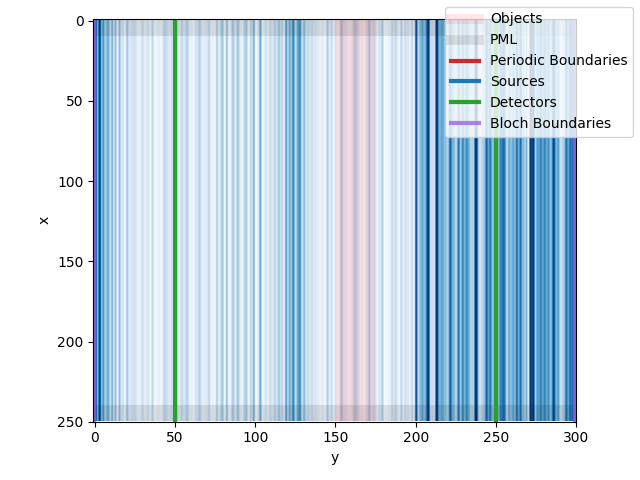 Objects
PML
Periodic Boundaries
Sources
Detectors
Bloch Boundaries
0
50
100
150
200
250
x
0 50 100 150 200 250 300
y